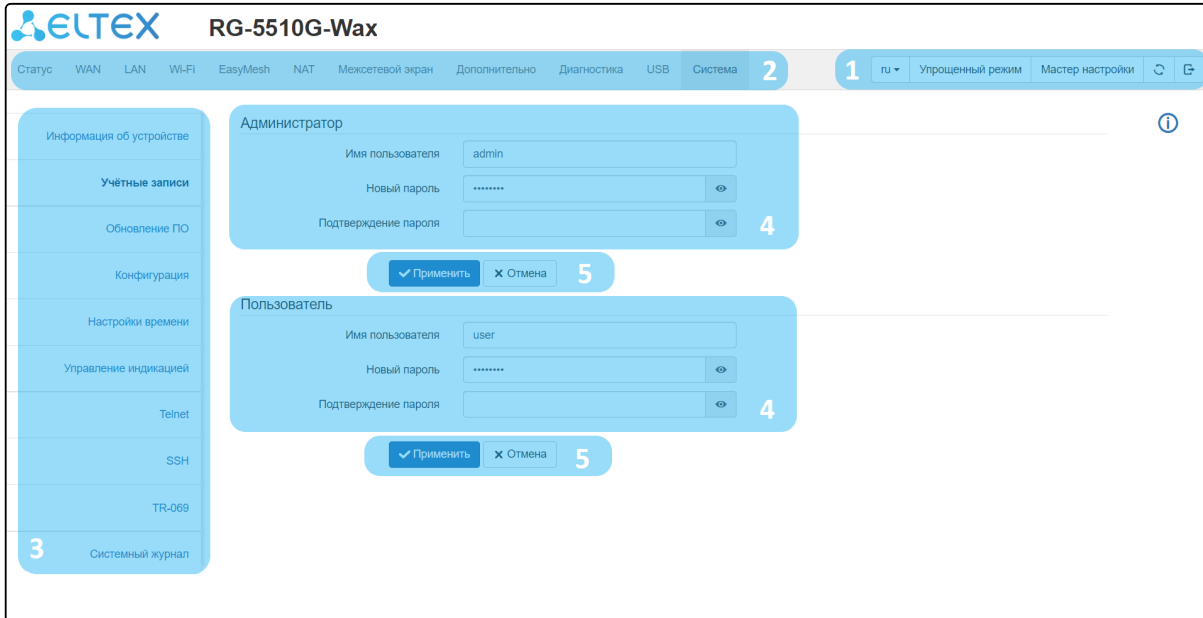 ELTEX RG-5510G-Wax
Статус WAN LAN Wi-Fi EasyMesh NAT Межсетевой экран Дополнительно Диагностика USB Система 2 1 ru Упрощенный режим Мастер настройки
Информация об устройстве
Учётные записи
Обновление ПО
Конфигурация
Настройки времени
Управление индикацией
Telnet
SSH
TR-069
3 Системный журнал
Администратор
Имя пользователя admin
Новый пароль ••••••••
Подтверждение пароля
4
Применить Отмена 5
Пользователь
Имя пользователя user
Новый пароль ••••••••
Подтверждение пароля
4
Применить Отмена 5